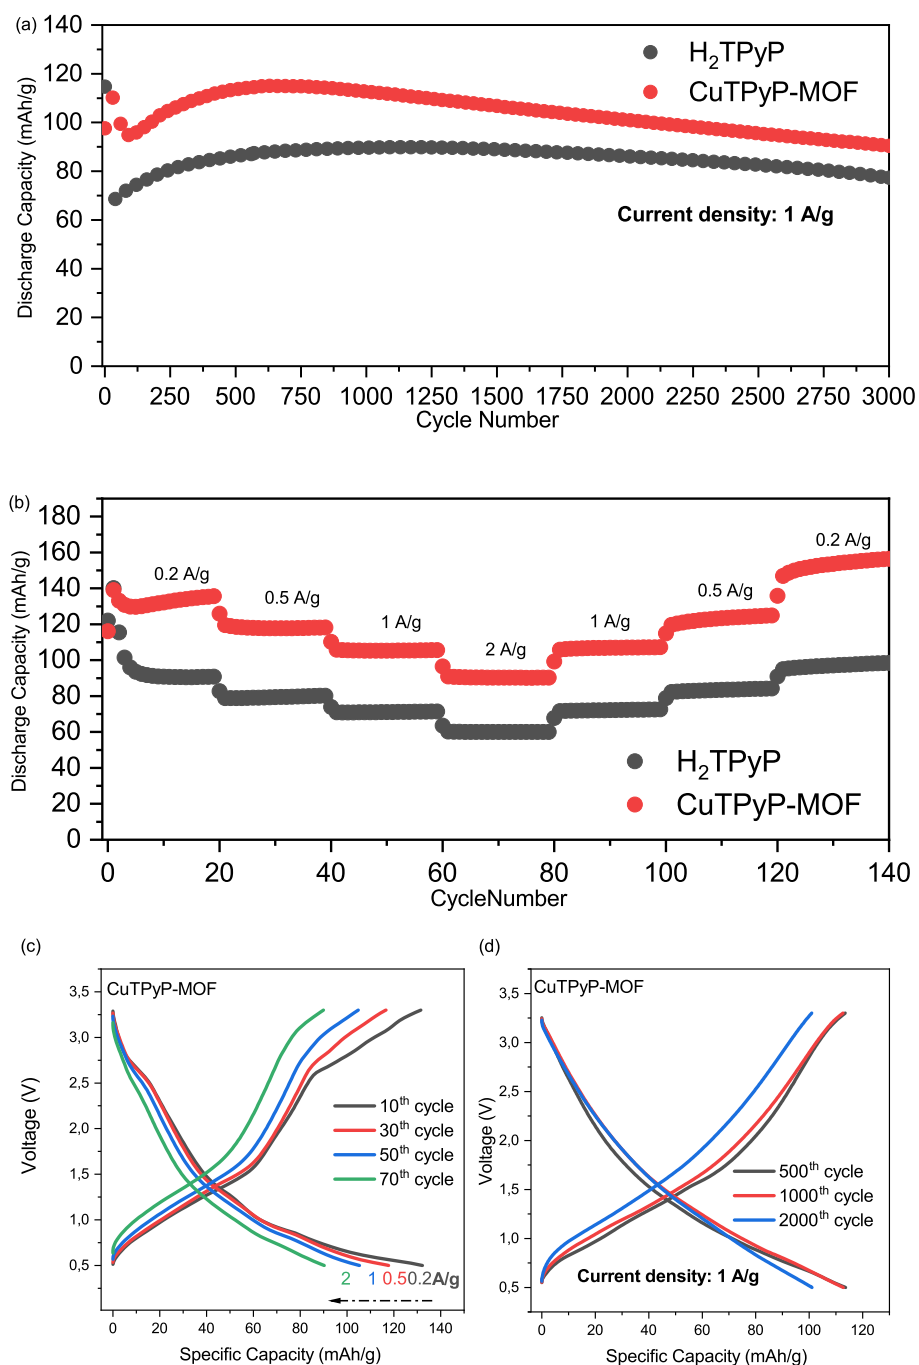 (a)
140
120
100
80
60
40
20
0
Discharge Capacity (mAh/g)
H₂TPyP
CuTPyP-MOF
Current density: 1 A/g
0 250 500 750 1000 1250 1500 1750 2000 2250 2500 2750 3000
Cycle Number
(b)
180
160
140
120
100
80
60
40
20
0
Discharge Capacity (mAh/g)
0.2 A/g
0.5 A/g
1 A/g
2 A/g
1 A/g
0.5 A/g
0.2 A/g
H₂TPyP
CuTPyP-MOF
0 20 40 60 80 100 120 140
CycleNumber
(c)
CuTPyP-MOF
3,5
3,0
2,5
2,0
1,5
1,0
0,5
Voltage (V)
10th cycle
30th cycle
50th cycle
70th cycle
2 1 0.5 0.2 A/g
0 20 40 60 80 100 120 140
Specific Capacity (mAh/g)
(d)
CuTPyP-MOF
3,5
3,0
2,5
2,0
1,5
1,0
0,5
Voltage (V)
500th cycle
1000th cycle
2000th cycle
Current density: 1 A/g
0 20 40 60 80 100 120
Specific Capacity (mAh/g)